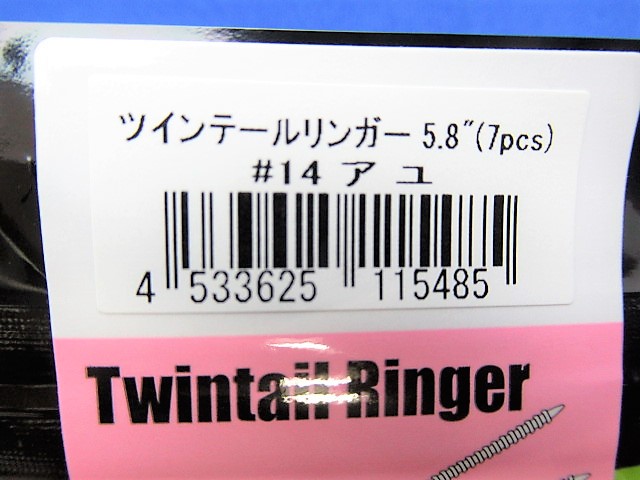 ツインテールリンガー 5.8"(7pcs)
#14 アユ
4 533625 115485
Twintail Ringer